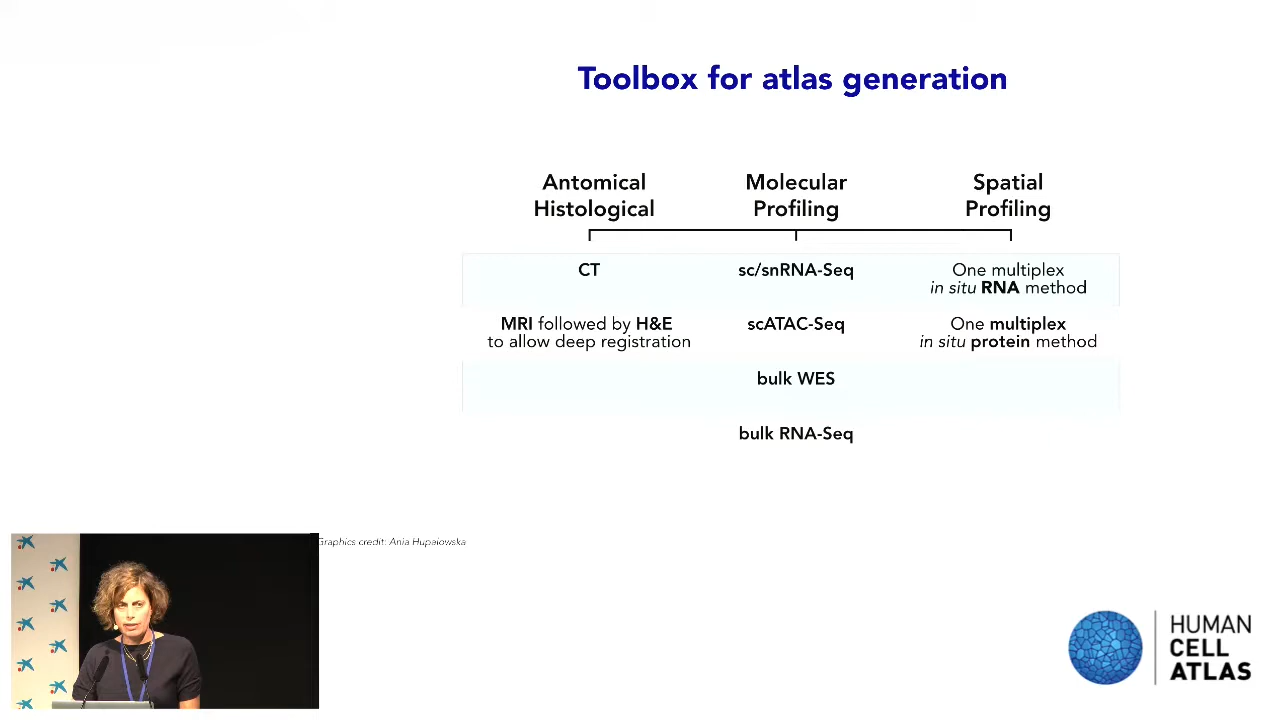 Toolbox for atlas generation
Antomical
Histological
Molecular
Profiling
Spatial
Profiling
CT
sc/snRNA-Seq
One multiplex
in situ RNA method
MRI followed by H&E
to allow deep registration
scATAC-Seq
One multiplex
in situ protein method
bulk WES
bulk RNA-Seq
Graphics credit: Ania Hupalowska
HUMAN
CELL
ATLAS